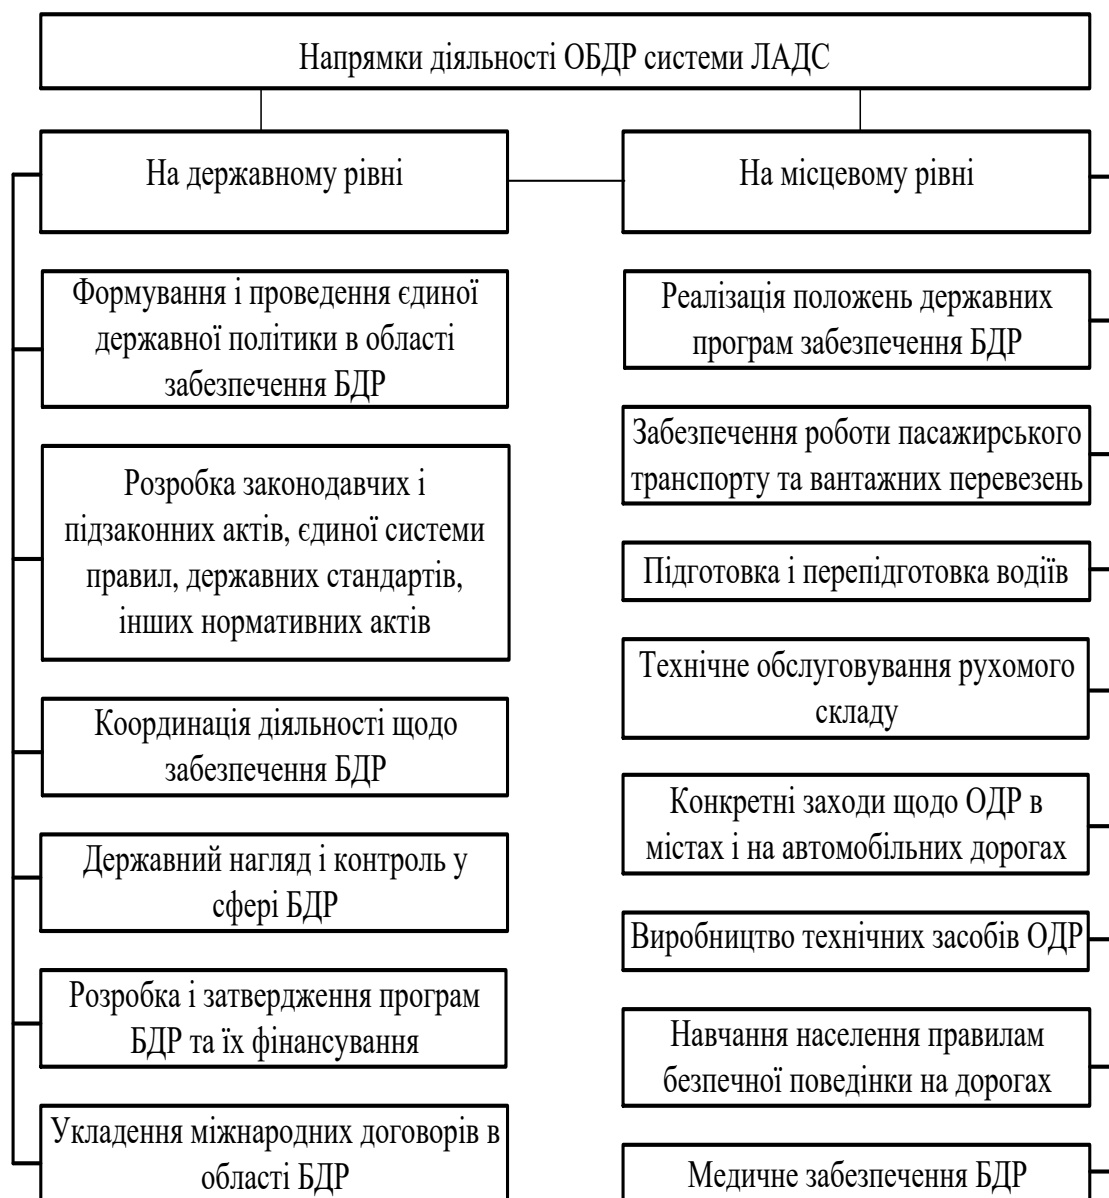 Напрямки діяльності ОБДР системи ЛАДС
На державному рівні
Формування і проведення єдиної
державної політики в області
забезпечення БДР
Розробка законодавчих і
підзаконних актів, єдиної системи
правил, державних стандартів,
інших нормативних актів
Координація діяльності щодо
забезпечення БДР
Державний нагляд і контроль у
сфері БДР
Розробка і затвердження програм
БДР та їх фінансування
Укладення міжнародних договорів в
області БДР
На місцевому рівні
Реалізація положень державних
програм забезпечення БДР
Забезпечення роботи пасажирського
транспорту та вантажних перевезень
Підготовка і перепідготовка водіїв
Технічне обслуговування рухомого
складу
Конкретні заходи щодо ОДР в
містах і на автомобільних дорогах
Виробництво технічних засобів ОДР
Навчання населення правилам
безпечної поведінки на дорогах
Медичне забезпечення БДР